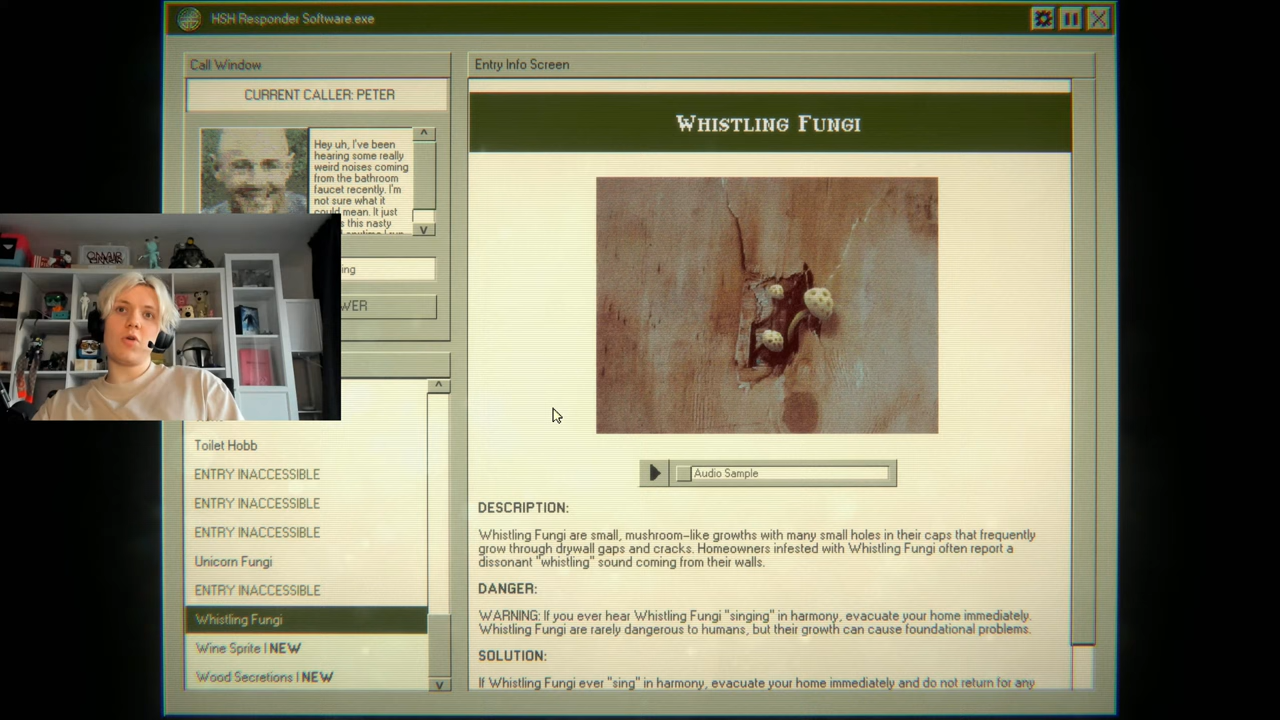 HSH Responder Software.exe
Call Window
CURRENT CALLER: PETER
Hey uh, I've been
hearing some really
weird noises coming
from the bathroom
faucet recently. I'm
not sure what it
could mean. It just
this nasty
Toilet Hobb
ENTRY INACCESSIBLE
ENTRY INACCESSIBLE
ENTRY INACCESSIBLE
Unicorn Fungi
ENTRY INACCESSIBLE
Whistling Fungi
Wine Sprite | NEW
Wood Secretions | NEW
Entry Info Screen
Whistling Fungi
Audio Sample
DESCRIPTION:
Whistling Fungi are small, mushroom-like growths with many small holes in their caps that frequently
grow through drywall gaps and cracks. Homeowners infested with Whistling Fungi often report a
dissonant "whistling" sound coming from their walls.
DANGER:
WARNING: If you ever hear Whistling Fungi "singing" in harmony, evacuate your home immediately.
Whistling Fungi are rarely dangerous to humans, but their growth can cause foundational problems.
SOLUTION:
If Whistling Fungi ever "sing" in harmony, evacuate your home immediately and do not return for any